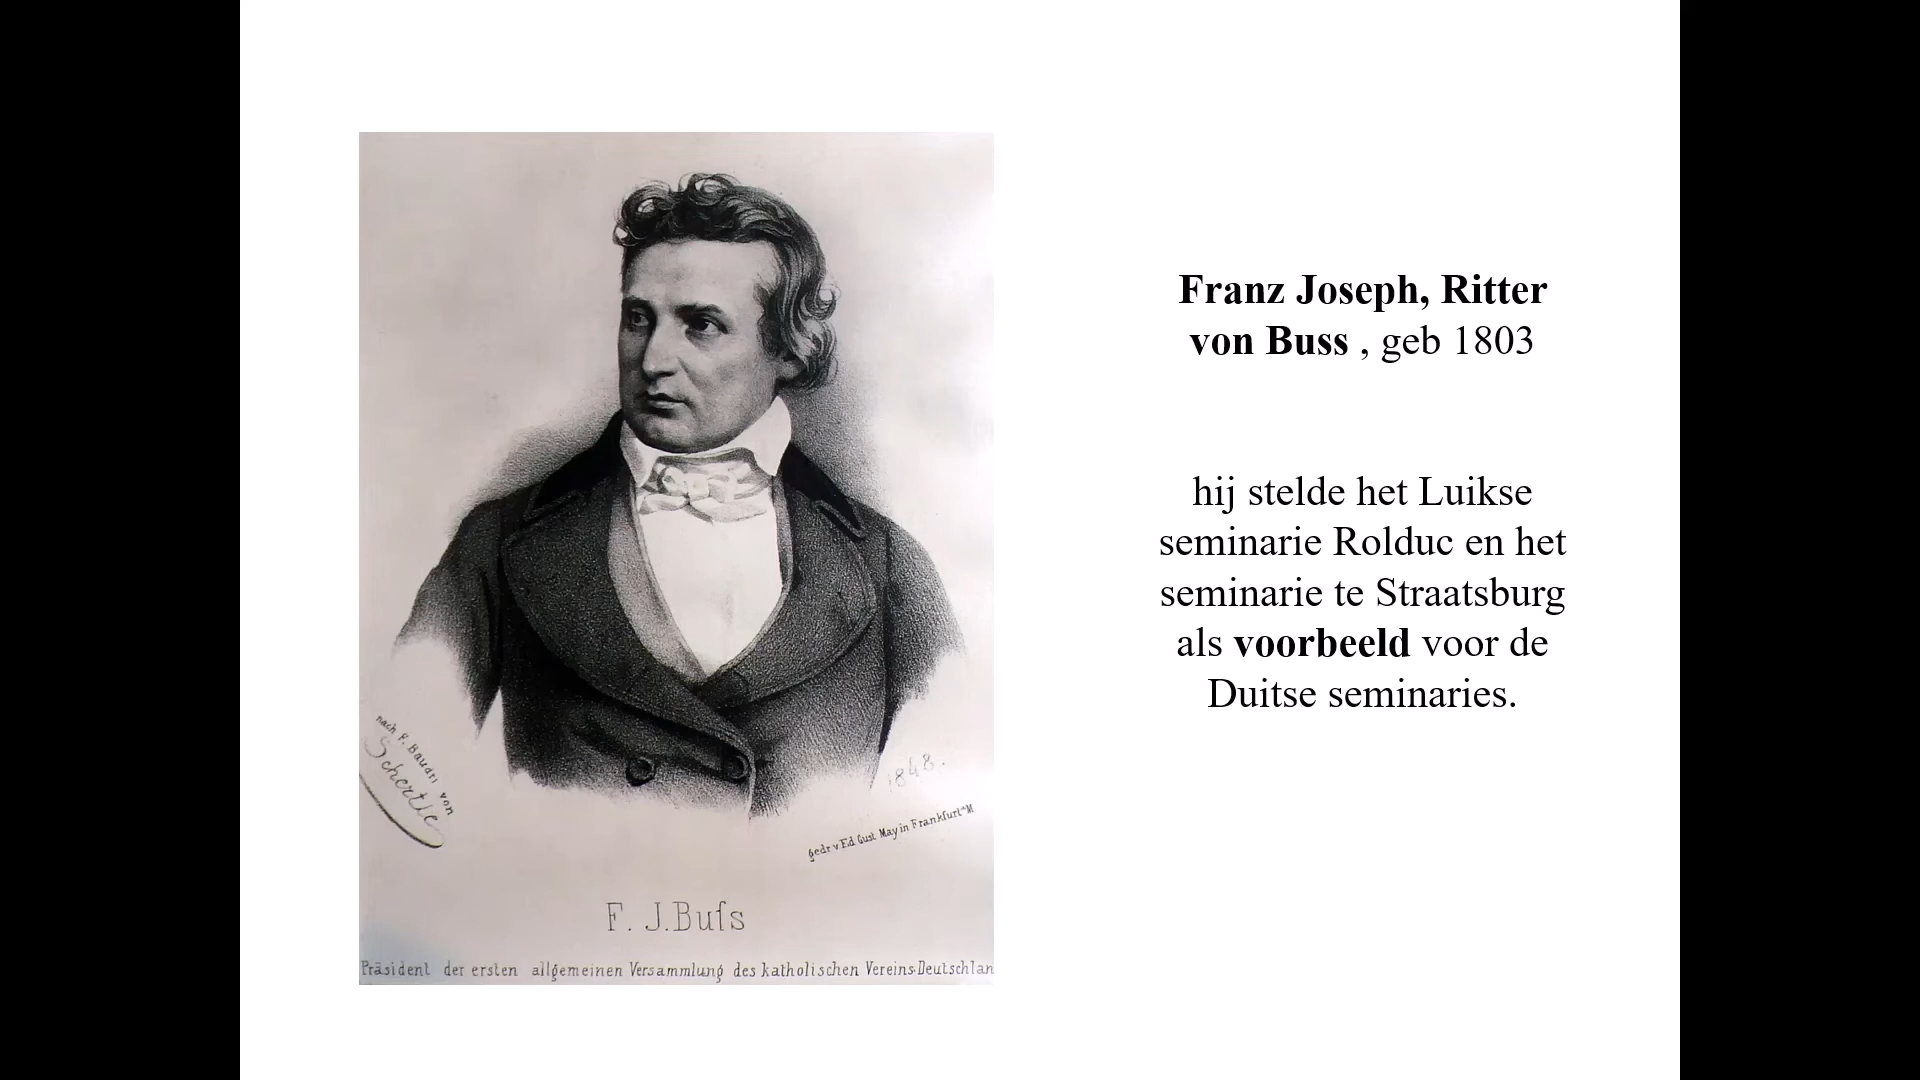 Franz Joseph, Ritter
von Buss , geb 1803
hij stelde het Luikse
seminarie Rolduc en het
seminarie te Straatsburg
als voorbeeld voor de
Duitse seminaries.
nach F. Baudri von
Schertle
1848.
gedr v Ed Gust May in Frankfurt a/M
F. J. Buſs
Präsident der ersten allgemeinen Versammlung des katholischen Vereins Deutschlan